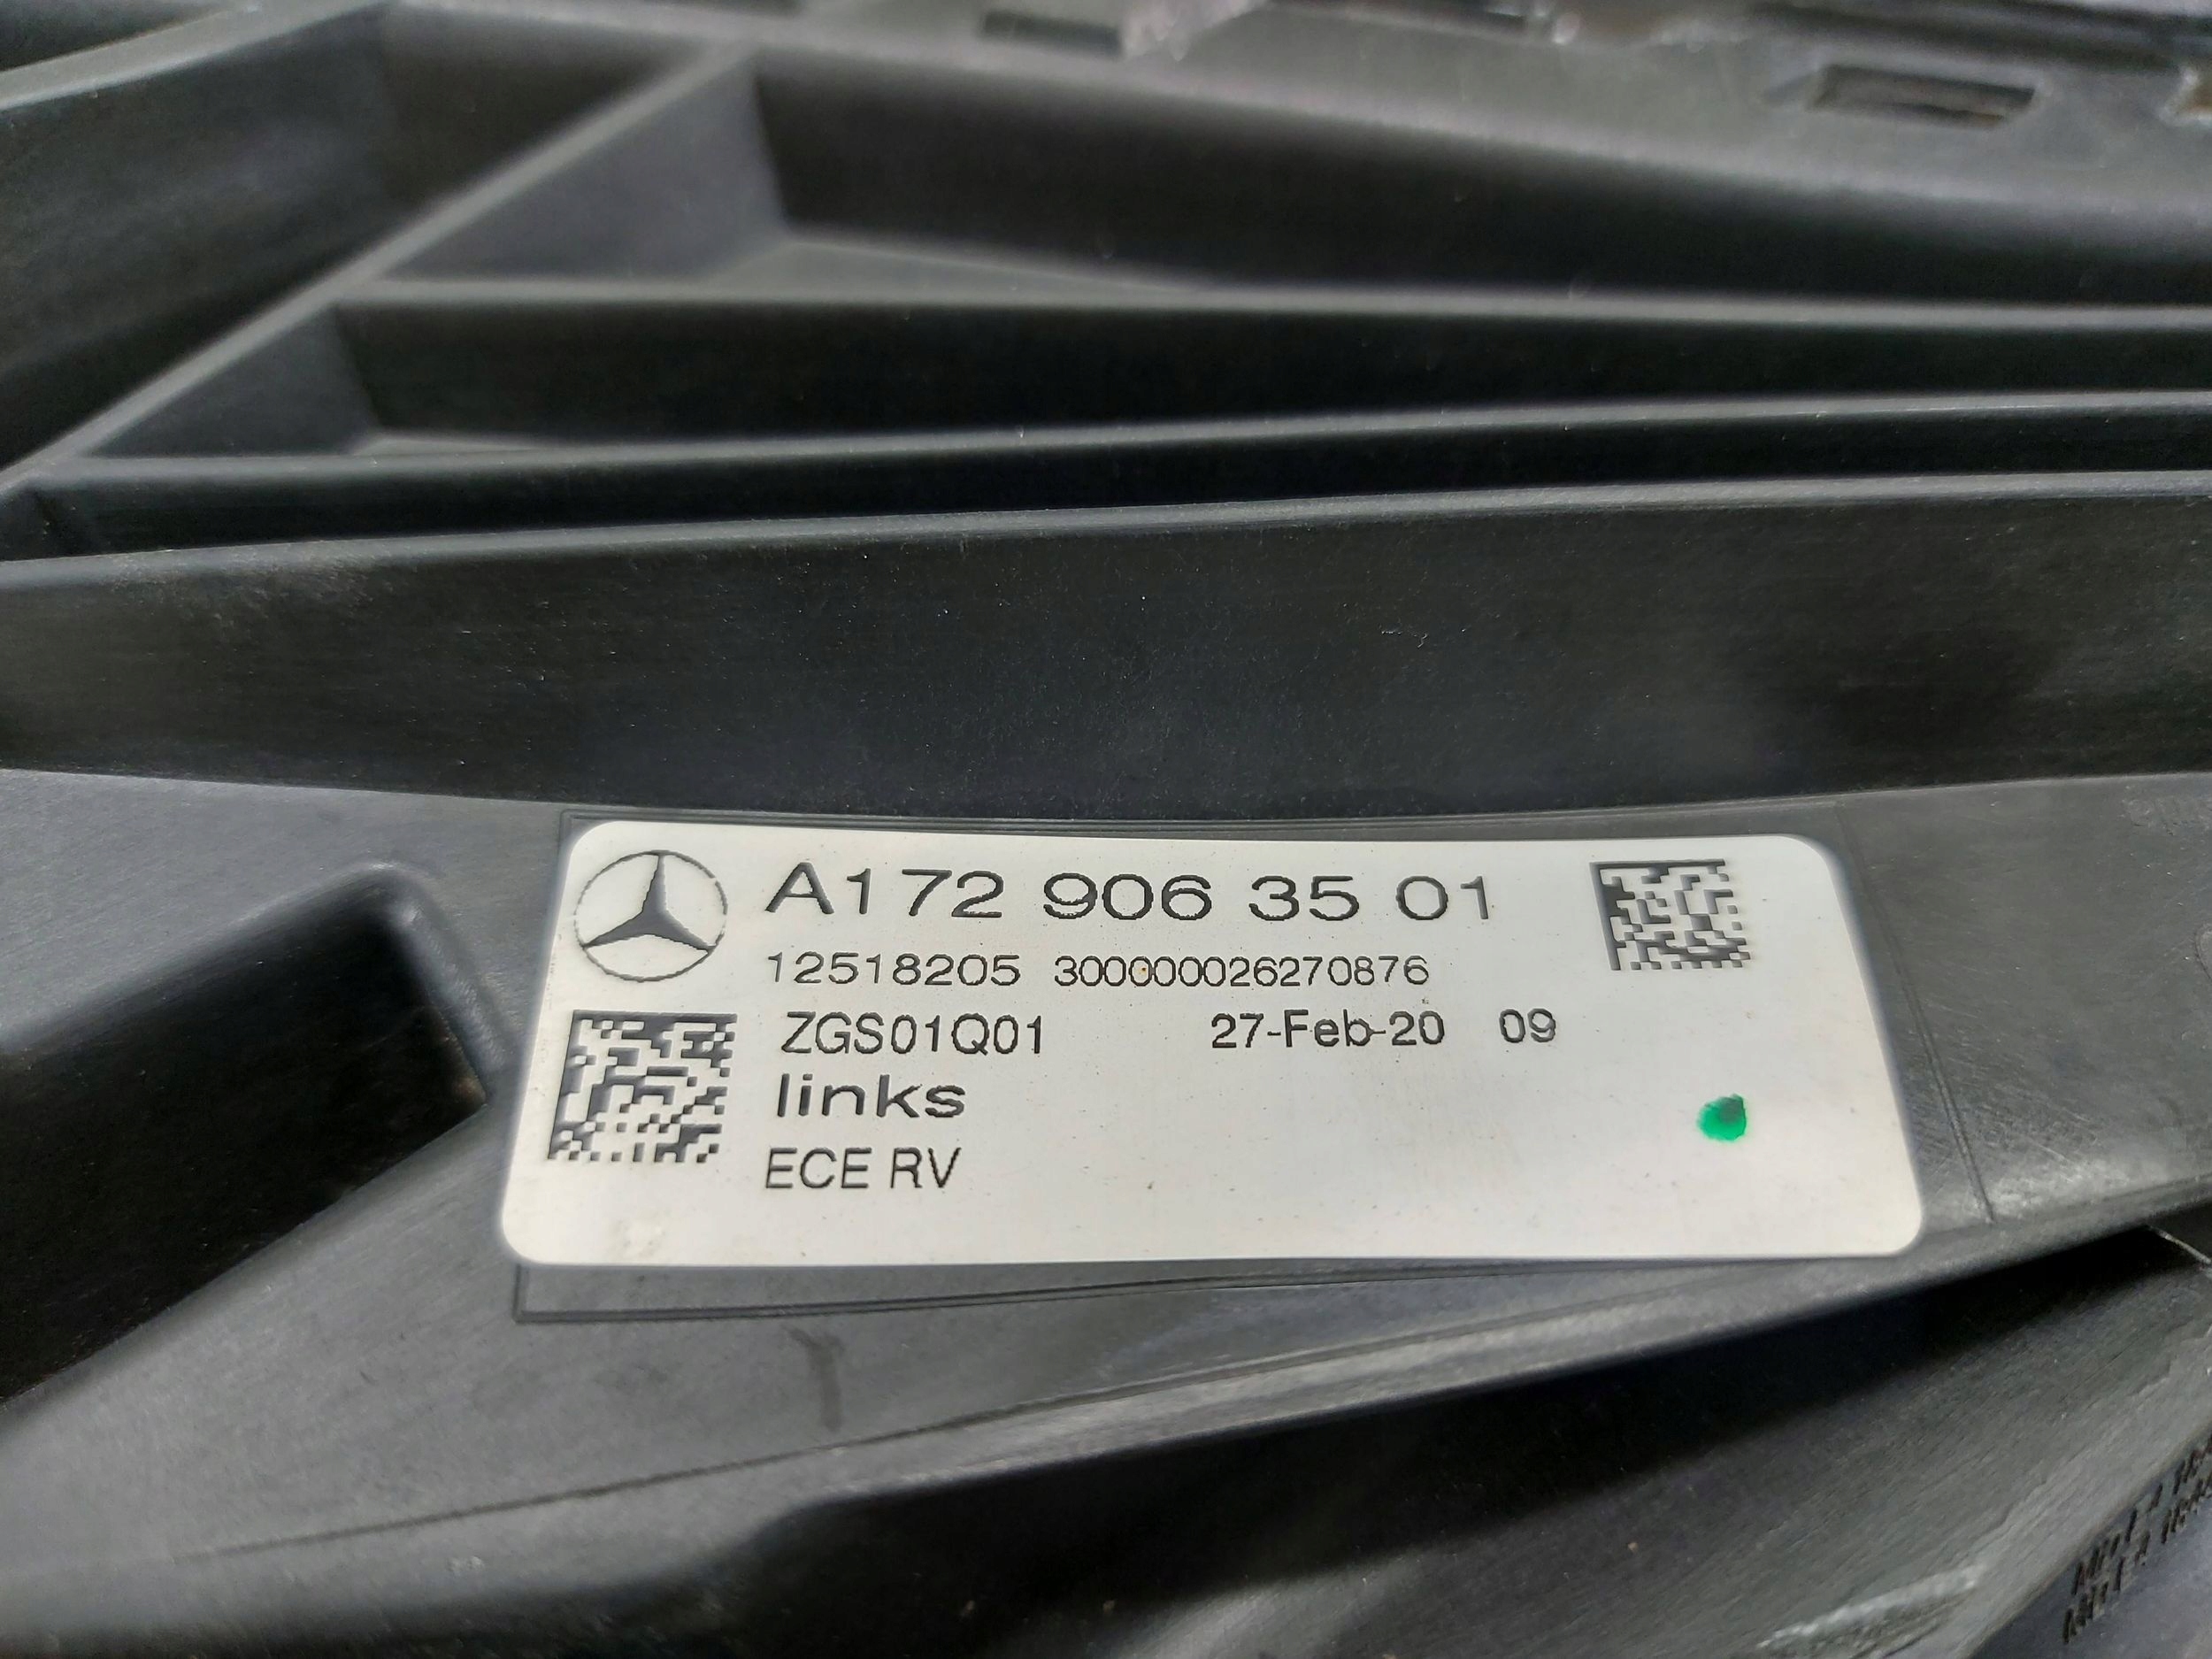 A172 906 35 01
12518205 300000026270876
ZGS01Q01 27-Feb-20 09
links
ECE RV